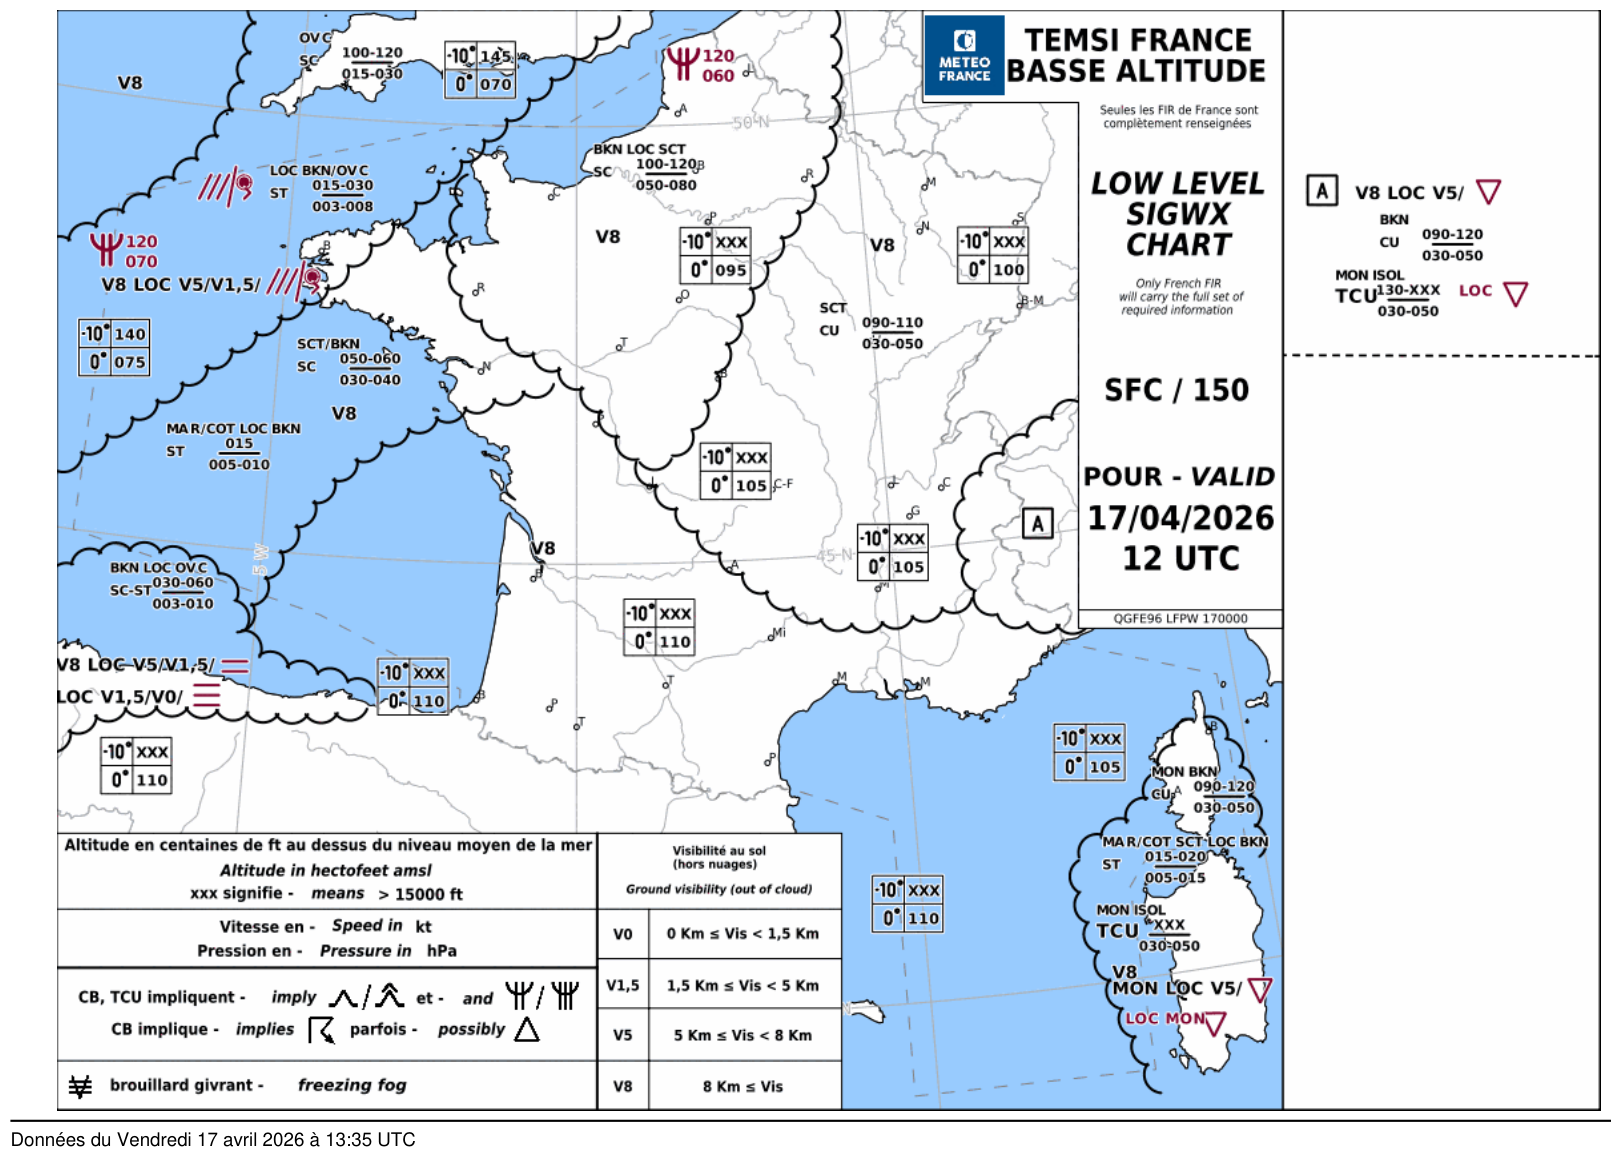 METEO
FRANCE
TEMSI FRANCE
BASSE ALTITUDE
Seules les FIR de France sont
complètement renseignées
LOW LEVEL
SIGWX
CHART
Only French FIR
will carry the full set of
required information
SFC / 150
POUR - VALID
17/04/2026
12 UTC
QGFE96 LFPW 170000
A V8 LOC V5/
BKN
CU 090-120
030-050
MON ISOL
TCU 130-XXX LOC
030-050
V8
OVC
SC 100-120
015-030
-10° 145
0° 070
120
060
A
50°N
LOC BKN/OVC
ST 015-030
003-008
BKN LOC SCT
SC 100-120
050-080
B
C
C
R
M
P
S
N
120
070
V8 LOC V5/V1,5/
B
V8
-10° XXX
0° 095
V8
-10° XXX
0° 100
R
O
B-M
-10° 140
0° 075
SCT
CU 090-110
030-050
SCT/BKN
SC 050-060
030-040
T
N
B
V8
MAR/COT LOC BKN
ST 015
005-010
P
L
-10° XXX
0° 105
C-F
L
C
G
A
-10° XXX
0° 105
45°N
M
5°W
V8
B
A
BKN LOC OVC
SC-ST 030-060
003-010
-10° XXX
0° 110
Mi
V8 LOC V5/V1,5/
LOC V1,5/V0/
-10° XXX
0° 110
B
P
T
T
M
M
N
P
-10° XXX
0° 110
-10° XXX
0° 105
B
MON BKN
CU 090-120
030-050
A
MAR/COT SCT LOC BKN
ST 015-020
005-015
-10° XXX
0° 110
MON ISOL
TCU XXX
030-050
V8
MON LOC V5/
LOC MON
Altitude en centaines de ft au dessus du niveau moyen de la mer
Altitude in hectofeet amsl
xxx signifie - means > 15000 ft
Vitesse en - Speed in kt
Pression en - Pressure in hPa
CB, TCU impliquent - imply / et - and /
CB implique - implies parfois - possibly
brouillard givrant - freezing fog
Visibilité au sol
(hors nuages)
Ground visibility (out of cloud)
V0 0 Km ≤ Vis < 1,5 Km
V1,5 1,5 Km ≤ Vis < 5 Km
V5 5 Km ≤ Vis < 8 Km
V8 8 Km ≤ Vis
Données du Vendredi 17 avril 2026 à 13:35 UTC